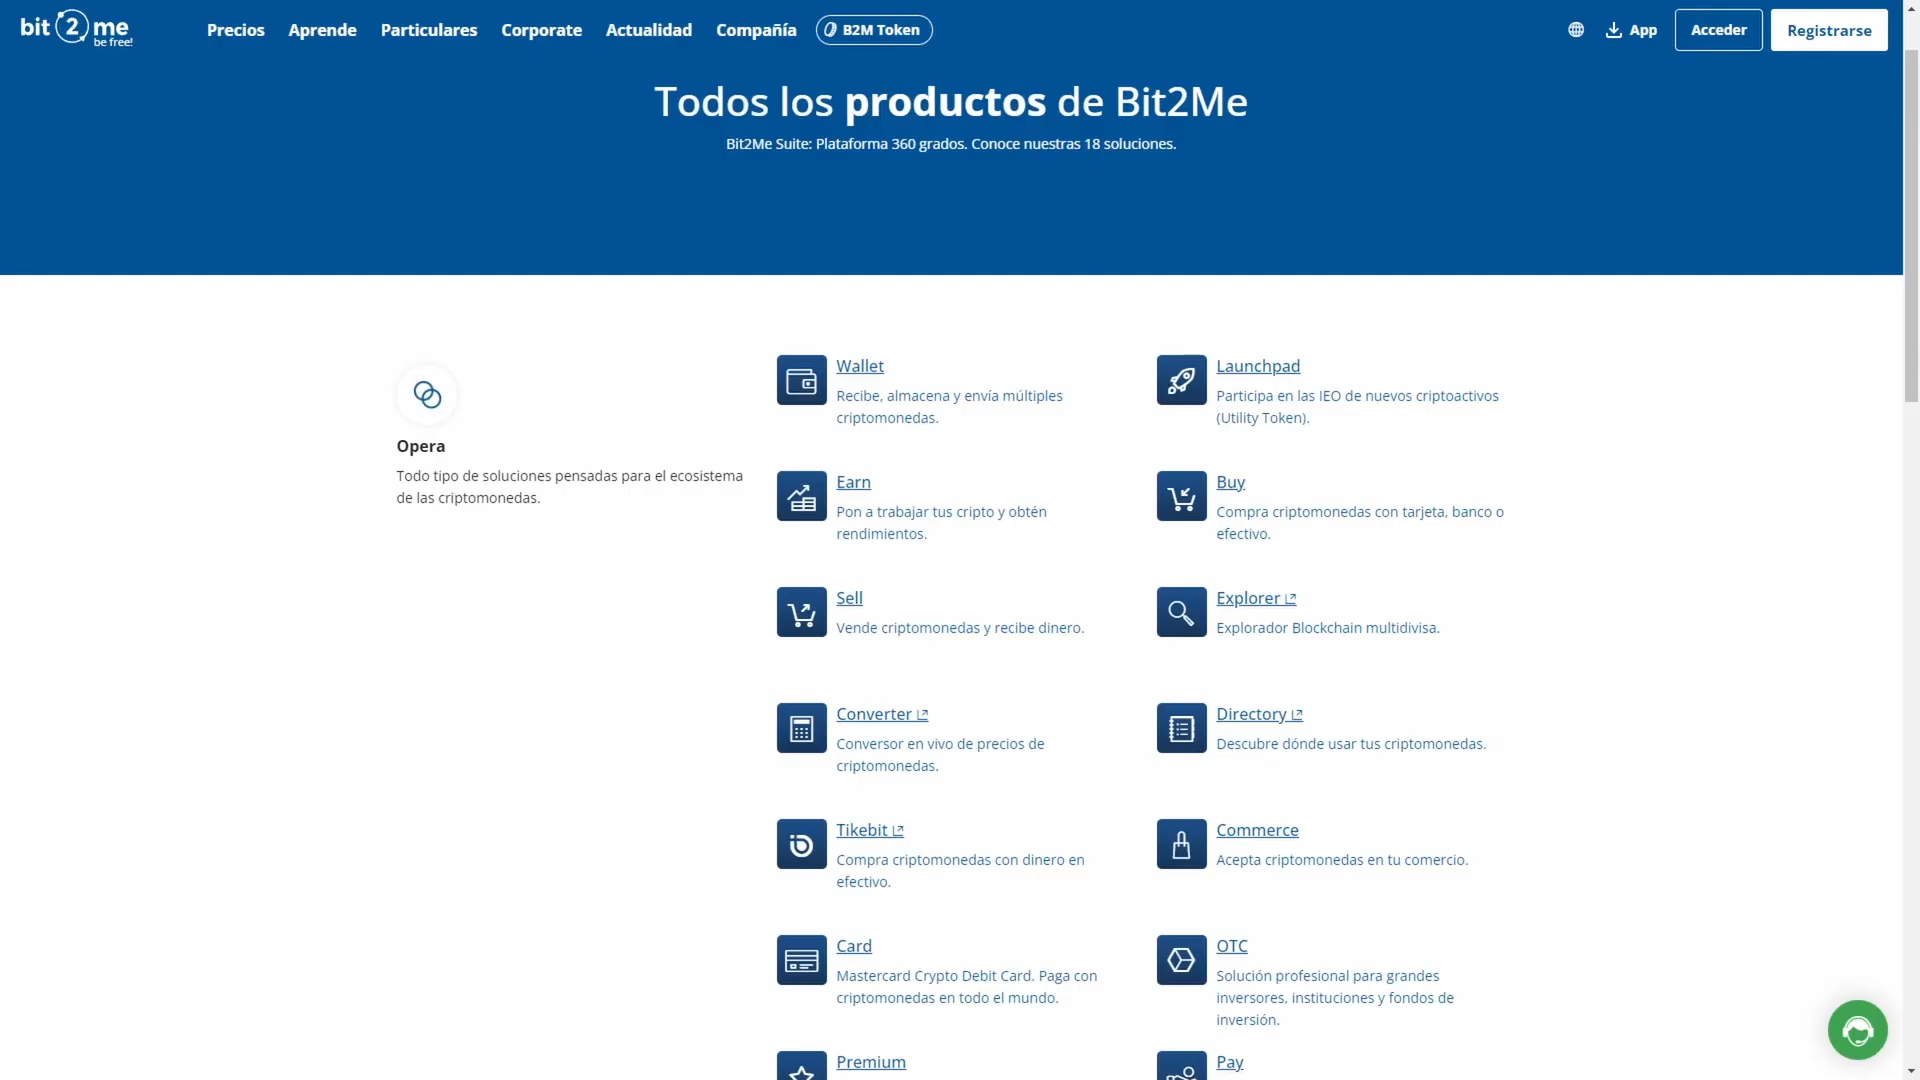 bit 2 me
be free!
Precios
Aprende
Particulares
Corporate
Actualidad
Compañía
B2M Token
App
Acceder
Registrarse
Todos los productos de Bit2Me
Bit2Me Suite: Plataforma 360 grados. Conoce nuestras 18 soluciones.
Opera
Todo tipo de soluciones pensadas para el ecosistema
de las criptomonedas.
Wallet
Recibe, almacena y envía múltiples
criptomonedas.
Launchpad
Participa en las IEO de nuevos criptoactivos
(Utility Token).
Earn
Pon a trabajar tus cripto y obtén
rendimientos.
Buy
Compra criptomonedas con tarjeta, banco o
efectivo.
Sell
Vende criptomonedas y recibe dinero.
Explorer
Explorador Blockchain multidivisa.
Converter
Conversor en vivo de precios de
criptomonedas.
Directory
Descubre dónde usar tus criptomonedas.
Tikebit
Compra criptomonedas con dinero en
efectivo.
Commerce
Acepta criptomonedas en tu comercio.
Card
Mastercard Crypto Debit Card. Paga con
criptomonedas en todo el mundo.
OTC
Solución profesional para grandes
inversores, instituciones y fondos de
inversión.
Premium
Pay